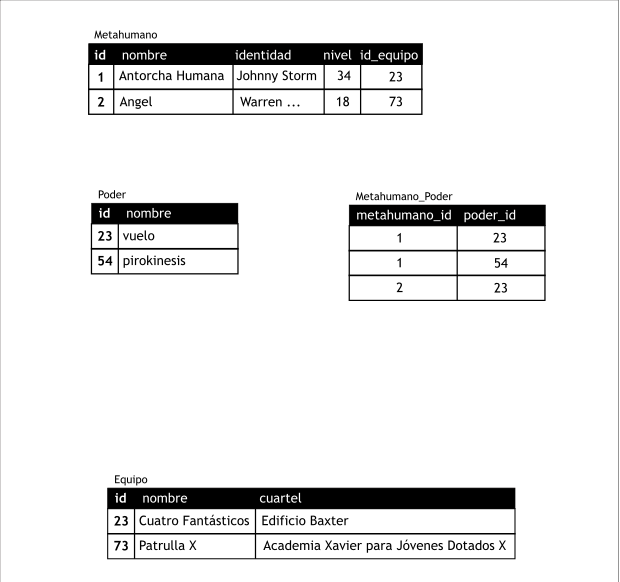 Metahumano
id nombre identidad nivel id_equipo
1 Antorcha Humana Johnny Storm 34 23
2 Angel Warren ... 18 73
Poder
id nombre
23 vuelo
54 pirokinesis
Metahumano_Poder
metahumano_id poder_id
1 23
1 54
2 23
Equipo
id nombre cuartel
23 Cuatro Fantásticos Edificio Baxter
73 Patrulla X Academia Xavier para Jóvenes Dotados X